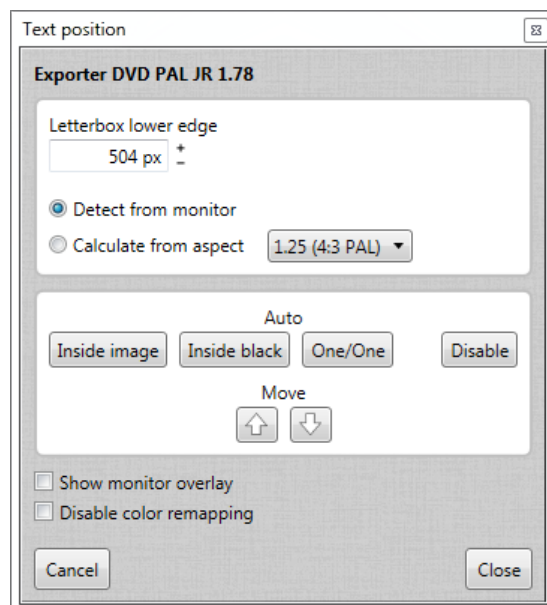 Text position
Exporter DVD PAL JR 1.78
Letterbox lower edge
504 px + −
Detect from monitor
Calculate from aspect 1.25 (4:3 PAL)
Auto
Inside image Inside black One/One Disable
Move
Show monitor overlay
Disable color remapping
Cancel Close